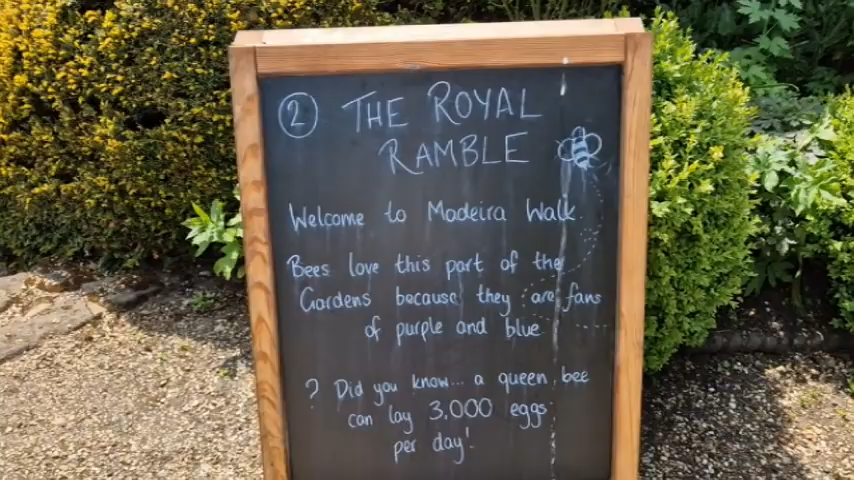 2 THE ROYAL
RAMBLE
Welcome to Madeira Walk
Bees love this part of the
Gardens because they are fans
of purple and blue
? Did you know... a queen bee
can lay 3,000 eggs
per day!